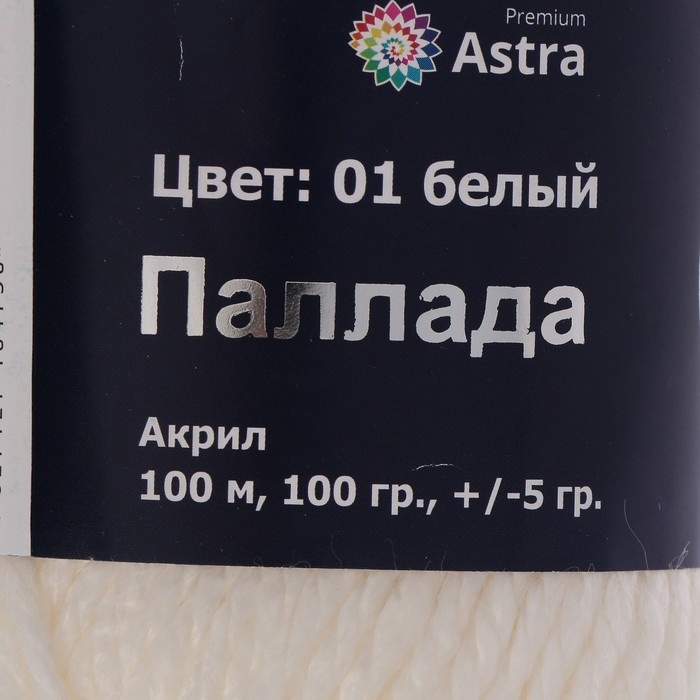 Premium
Astra
Цвет: 01 белый
Паллада
Акрил
100 м, 100 гр., +/-5 гр.